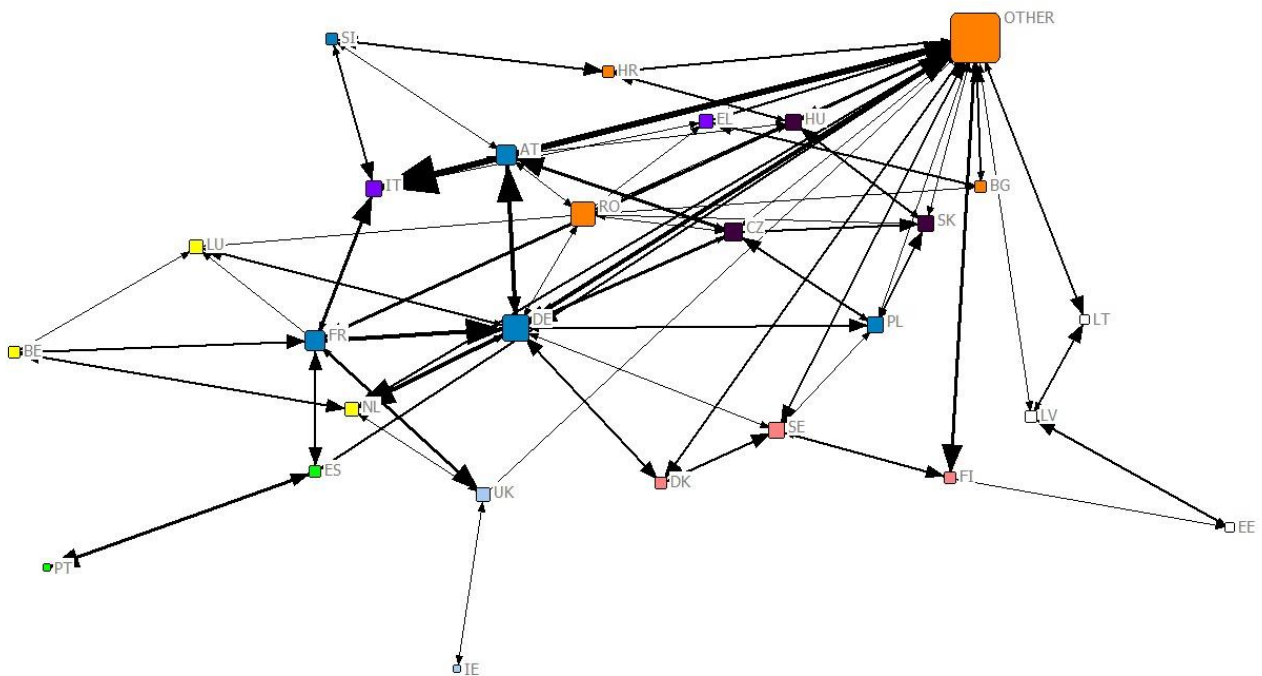 OTHER
SI
HR
EL
HU
AT
IT
BG
RO
SK
CZ
LU
DE
PL
LT
FR
BE
NL
LV
SE
ES
FI
DK
UK
EE
PT
IE